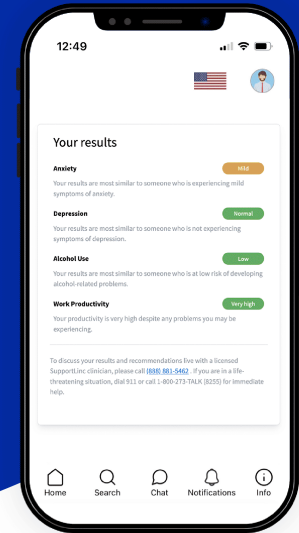 12:49
Your results
Anxiety
Mild
Your results are most similar to someone who is experiencing mild
symptoms of anxiety.
Depression
Normal
Your results are most similar to someone who is not experiencing
symptoms of depression.
Alcohol Use
Low
Your results are most similar to someone who is at low risk of developing
alcohol-related problems.
Work Productivity
Very high
Your productivity is very high despite any problems you may be
experiencing.
To discuss your results and recommendations live with a licensed
SupportLinc clinician, please call (888) 881-5462 . If you are in a life-
threatening situation, dial 911 or call 1-800-273-TALK (8255) for immediate
help.
Home
Search
Chat
Notifications
Info